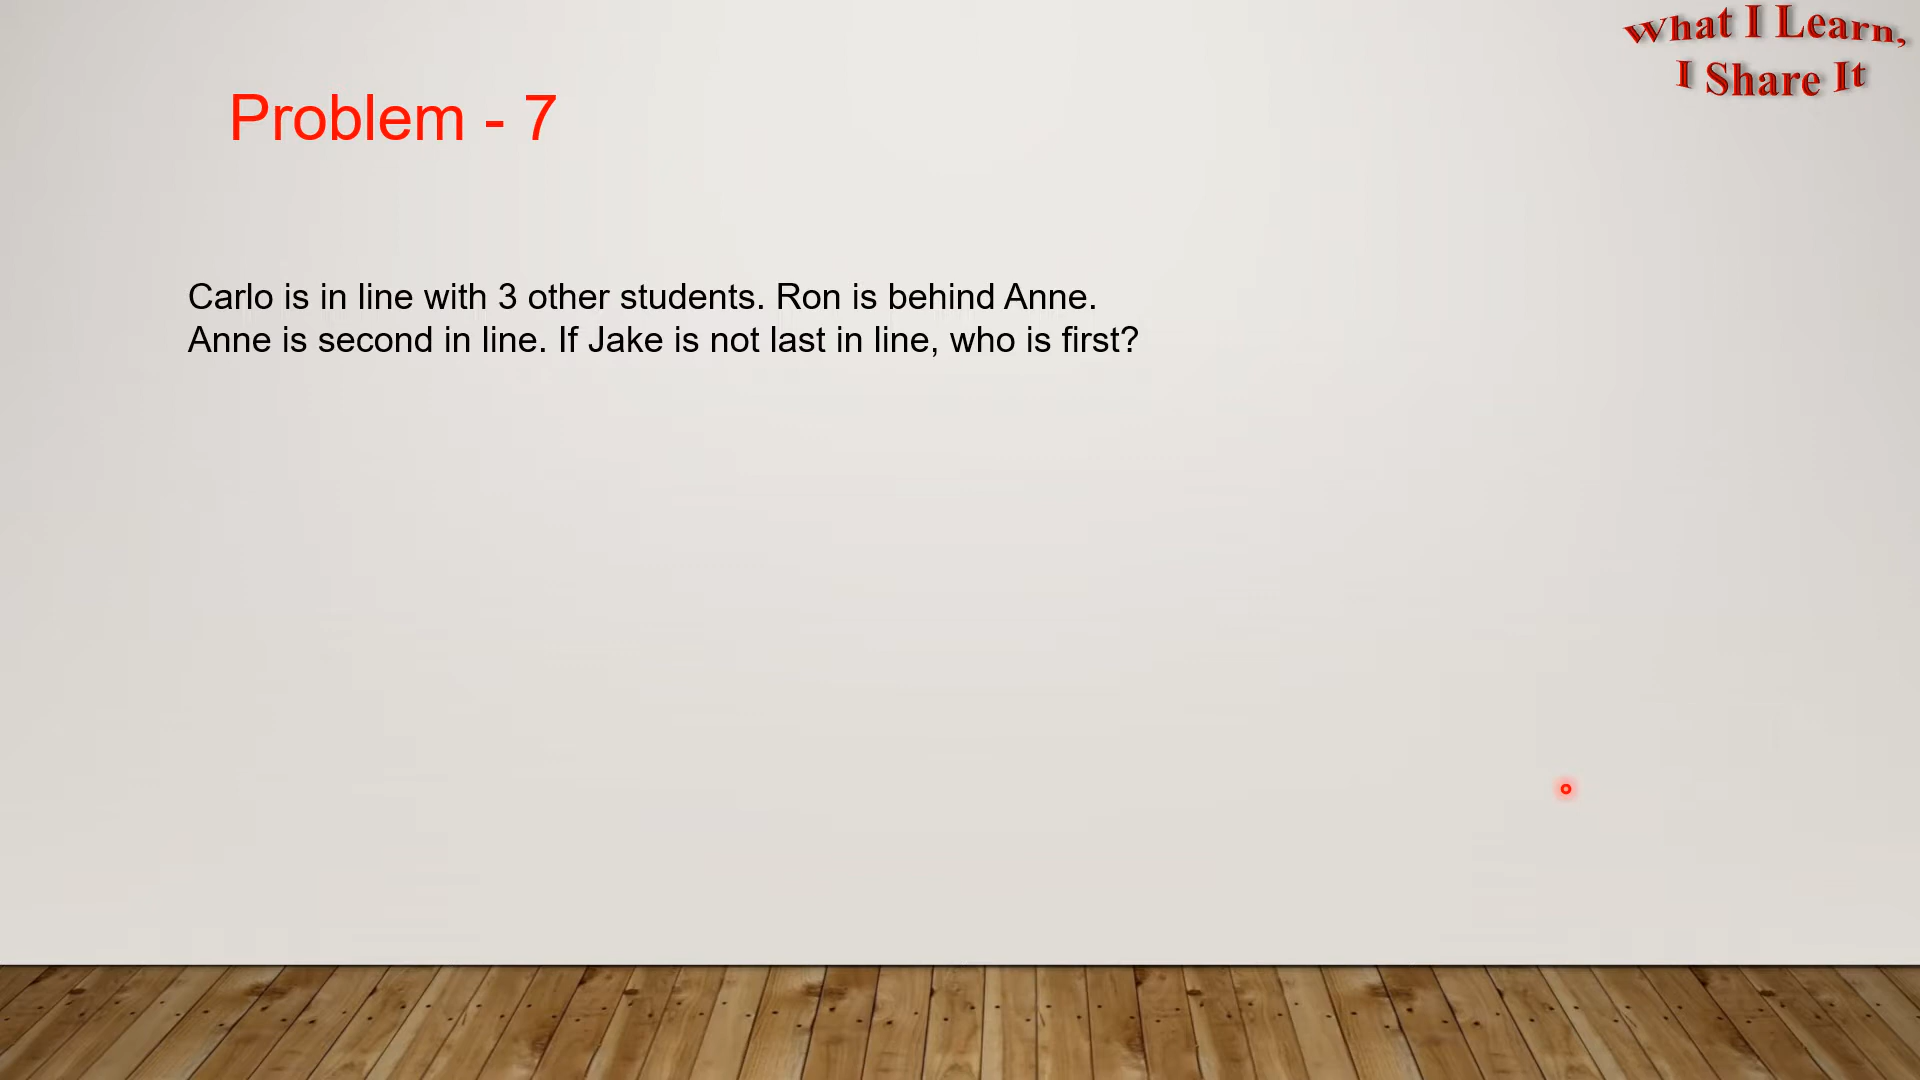 What I Learn,
I Share It
Problem - 7
Carlo is in line with 3 other students. Ron is behind Anne.
Anne is second in line. If Jake is not last in line, who is first?